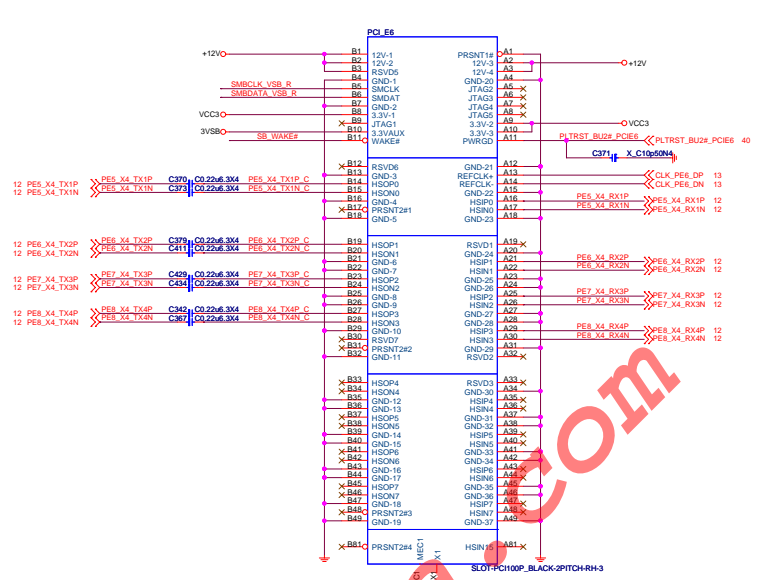 PCI_E6
+12V B1 12V-1 PRSNT1# A1
B2 12V-2 12V-3 A2 +12V
B3 RSVD5 12V-4 A3
B4 GND-1 GND-20 A4
SMBCLK_VSB_R B5 SMCLK JTAG2 A5
SMBDATA_VSB_R B6 SMDAT JTAG3 A6
B7 GND-2 JTAG4 A7
VCC3 B8 3.3V-1 JTAG5 A8
B9 JTAG1 3.3V-2 A9 VCC3
3VSB B10 3.3VAUX 3.3V-3 A10
SB_WAKE# B11 WAKE# PWRGD A11 PLTRST_BU2#_PCIE6 PLTRST_BU2#_PCIE6 40
C371 X_C10p50N4
B12 RSVD6 GND-21 A12
B13 GND-3 REFCLK+ A13 CLK_PE6_DP 13
12 PE5_X4_TX1P PE5_X4_TX1P C370 C0.22u6.3X4 PE5_X4_TX1P_C B14 HSOP0 REFCLK- A14 CLK_PE6_DN 13
12 PE5_X4_TX1N PE5_X4_TX1N C373 C0.22u6.3X4 PE5_X4_TX1N_C B15 HSON0 GND-22 A15
B16 GND-4 HSIP0 A16 PE5_X4_RX1P PE5_X4_RX1P 12
B17 PRSNT2#1 HSIN0 A17 PE5_X4_RX1N PE5_X4_RX1N 12
B18 GND-5 GND-23 A18
12 PE6_X4_TX2P PE6_X4_TX2P C379 C0.22u6.3X4 PE6_X4_TX2P_C B19 HSOP1 RSVD1 A19
12 PE6_X4_TX2N PE6_X4_TX2N C411 C0.22u6.3X4 PE6_X4_TX2N_C B20 HSON1 GND-24 A20
B21 GND-6 HSIP1 A21 PE6_X4_RX2P PE6_X4_RX2P 12
B22 GND-7 HSIN1 A22 PE6_X4_RX2N PE6_X4_RX2N 12
12 PE7_X4_TX3P PE7_X4_TX3P C429 C0.22u6.3X4 PE7_X4_TX3P_C B23 HSOP2 GND-25 A23
12 PE7_X4_TX3N PE7_X4_TX3N C434 C0.22u6.3X4 PE7_X4_TX3N_C B24 HSON2 GND-26 A24
B25 GND-8 HSIP2 A25 PE7_X4_RX3P PE7_X4_RX3P 12
B26 GND-9 HSIN2 A26 PE7_X4_RX3N PE7_X4_RX3N 12
12 PE8_X4_TX4P PE8_X4_TX4P C342 C0.22u6.3X4 PE8_X4_TX4P_C B27 HSOP3 GND-27 A27
12 PE8_X4_TX4N PE8_X4_TX4N C367 C0.22u6.3X4 PE8_X4_TX4N_C B28 HSON3 GND-28 A28
B29 GND-10 HSIP3 A29 PE8_X4_RX4P PE8_X4_RX4P 12
B30 RSVD7 HSIN3 A30 PE8_X4_RX4N PE8_X4_RX4N 12
B31 PRSNT2#2 GND-29 A31
B32 GND-11 RSVD2 A32
B33 HSOP4 RSVD3 A33
B34 HSON4 GND-30 A34
B35 GND-12 HSIP4 A35
B36 GND-13 HSIN4 A36
B37 HSOP5 GND-31 A37
B38 HSON5 GND-32 A38
B39 GND-14 HSIP5 A39
B40 GND-15 HSIN5 A40
B41 HSOP6 GND-33 A41
B42 HSON6 GND-34 A42
B43 GND-16 HSIP6 A43
B44 GND-17 HSIN6 A44
B45 HSOP7 GND-35 A45
B46 HSON7 GND-36 A46
B47 GND-18 HSIP7 A47
B48 PRSNT2#3 HSIN7 A48
B49 GND-19 GND-37 A49
B81 PRSNT2#4 MEC1 X1 HSIN15 A81
SLOT-PCI100P_BLACK-2PITCH-RH-3
.com